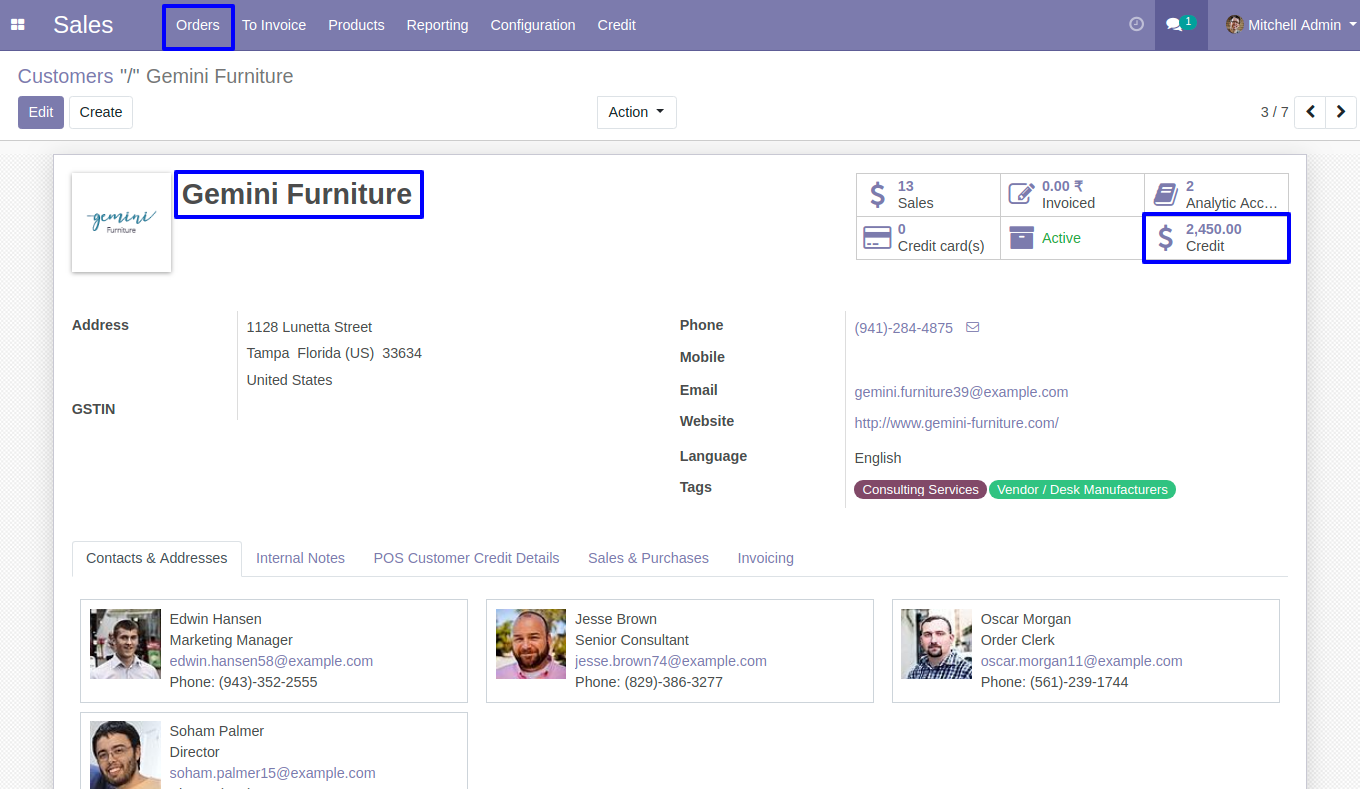 Sales Orders To Invoice Products Reporting Configuration Credit 1 Mitchell Admin
Customers "/" Gemini Furniture
Edit Create Action 3 / 7
gemini
Furniture
Gemini Furniture
13
Sales
0.00 ₹
Invoiced
2
Analytic Acc...
0
Credit card(s)
Active
2,450.00
Credit
Address
1128 Lunetta Street
Tampa Florida (US) 33634
United States
GSTIN
Phone (941)-284-4875
Mobile
Email gemini.furniture39@example.com
Website http://www.gemini-furniture.com/
Language English
Tags Consulting Services Vendor / Desk Manufacturers
Contacts & Addresses Internal Notes POS Customer Credit Details Sales & Purchases Invoicing
Edwin Hansen
Marketing Manager
edwin.hansen58@example.com
Phone: (943)-352-2555
Jesse Brown
Senior Consultant
jesse.brown74@example.com
Phone: (829)-386-3277
Oscar Morgan
Order Clerk
oscar.morgan11@example.com
Phone: (561)-239-1744
Soham Palmer
Director
soham.palmer15@example.com